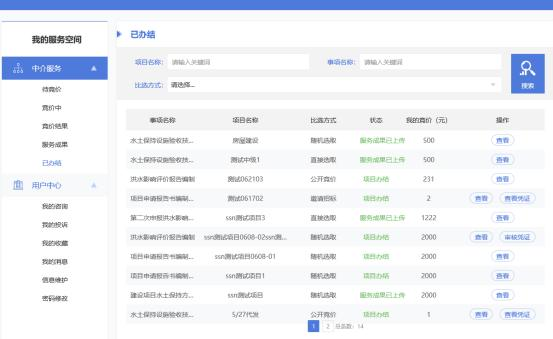 我的服务空间
中介服务
待竞价
竞价中
竞价结果
服务成果
已办结
用户中心
我的咨询
我的投诉
我的收藏
我的消息
信息维护
密码修改
已办结
项目名称: 请输入关键词 事项名称: 请输入关键词
比选方式: 请选择... 搜索
事项名称 项目名称 比选方式 状态 我的竞价（元） 操作
水土保持设施验收技... 房屋建设 随机选取 服务成果已上传 500 查看
水土保持设施验收技... 测试中级1 直接选取 服务成果已上传 500 查看
洪水影响评价报告编制 测试062103 公开竞价 项目办结 231 查看
项目申请报告书编制... 测试061702 邀请招标 项目办结 2 查看 查看凭证
第二次申报洪水影响... ssn测试项目3 直接选取 服务成果已上传 1222 查看
洪水影响评价报告编制 ssn测试项目0608-02ssn测... 随机选取 项目办结 2000 查看 审核凭证
项目申请报告书编制... ssn测试项目0608-01 随机选取 项目办结 2000 查看
项目申请报告书编制... ssn测试项目1 随机选取 项目办结 2000 查看
建设项目水土保持方... ssn测试项目 随机选取 服务成果已上传 2000 查看
水土保持设施验收技... 5/27代发 公开竞价 项目办结 1 查看 查看凭证
1 2 总条数: 14